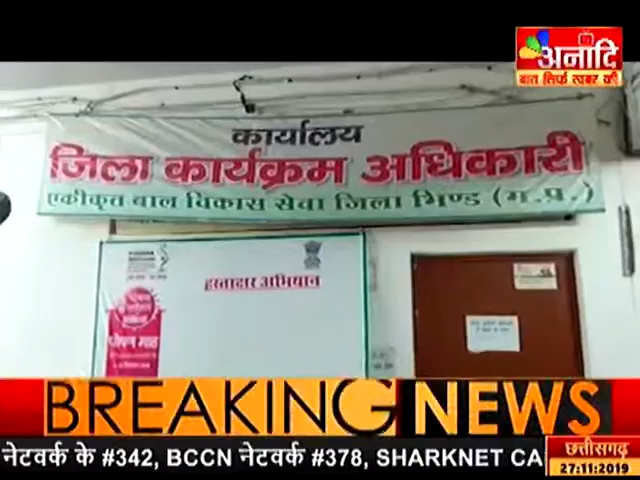 अनादि
TV
बात सिर्फ खबर की
कार्यालय
जिला कार्यक्रम अधिकारी
एकीकृत बाल विकास सेवा जिला भिण्ड (म.प्र.)
हस्ताक्षर अभियान
पोषण माह
BREAKING NEWS
नेटवर्क के #342, BCCN नेटवर्क #378, SHARKNET CA
छत्तीसगढ़
27:11:2019